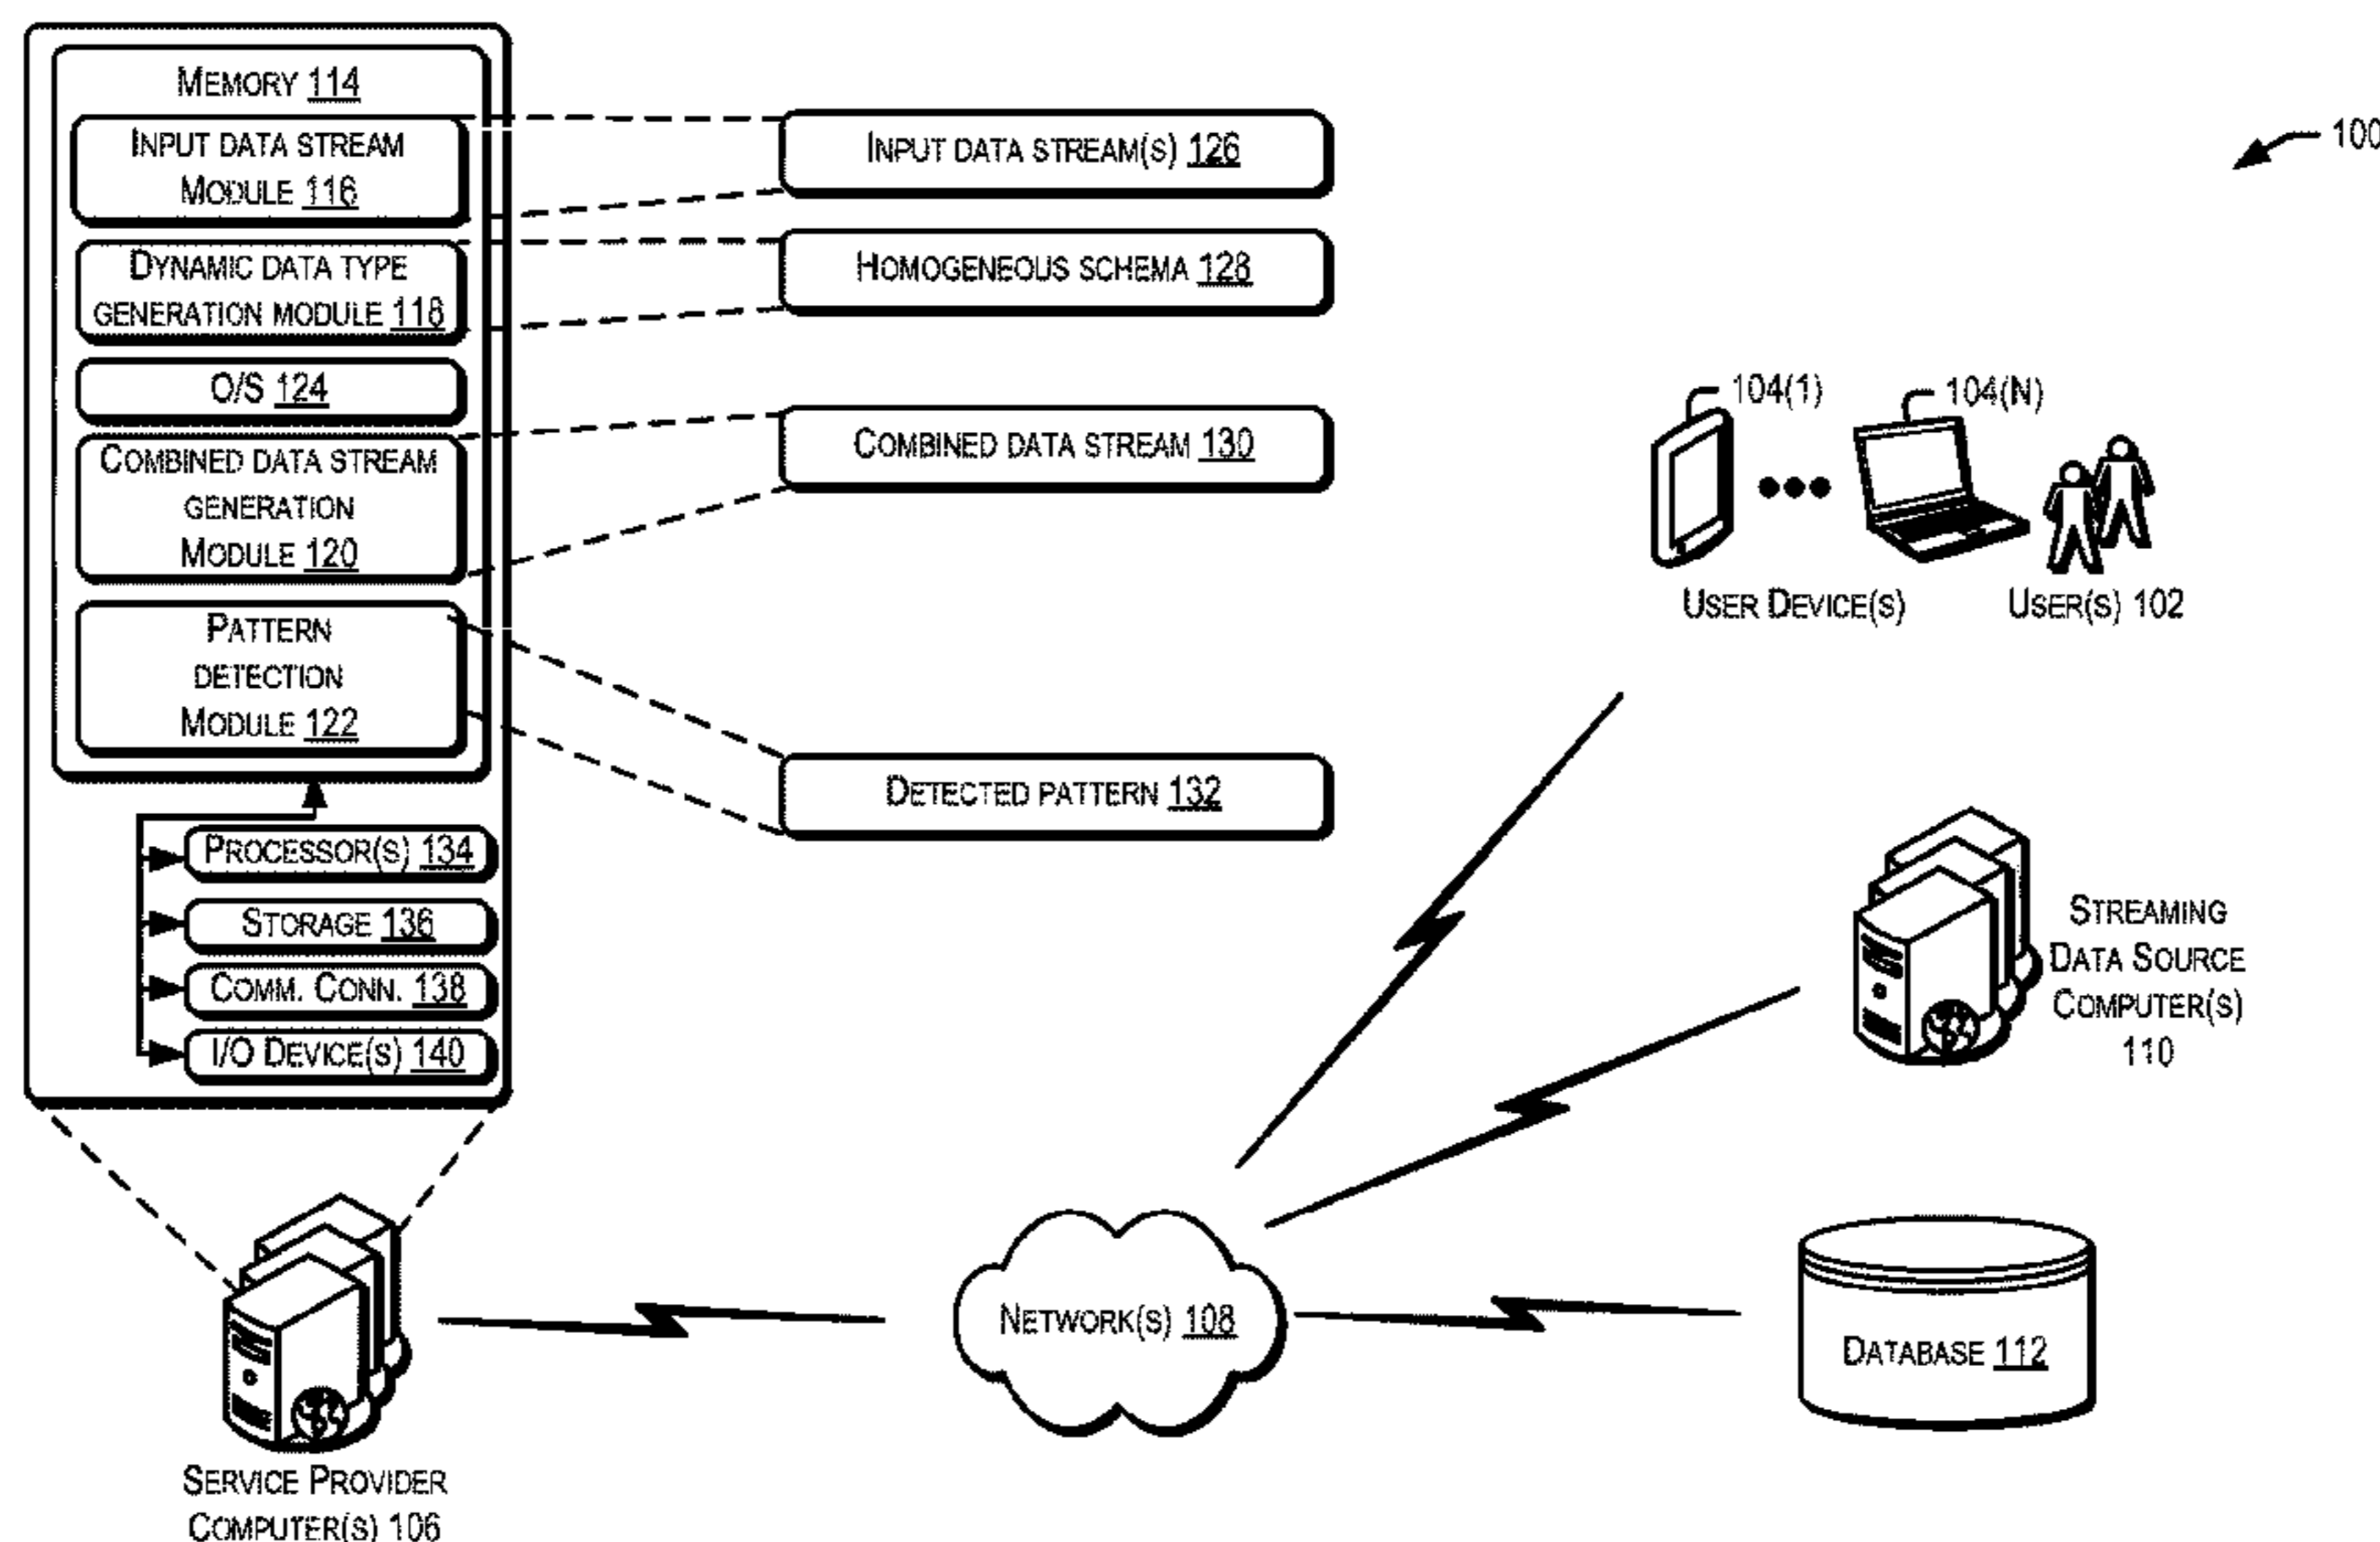 MEMORY 114
INPUT DATA STREAM
MODULE 116
DYNAMIC DATA TYPE
GENERATION MODULE 118
O/S 124
COMBINED DATA STREAM
GENERATION
MODULE 120
PATTERN
DETECTION
MODULE 122
PROCESSOR(S) 134
STORAGE 136
COMM. CONN. 138
I/O DEVICE(S) 140
SERVICE PROVIDER
COMPUTER(S) 106
INPUT DATA STREAM(S) 126
HOMOGENEOUS SCHEMA 128
COMBINED DATA STREAM 130
DETECTED PATTERN 132
NETWORK(S) 108
100
104(1)
104(N)
USER DEVICE(S)
USER(S) 102
STREAMING
DATA SOURCE
COMPUTER(S)
110
DATABASE 112